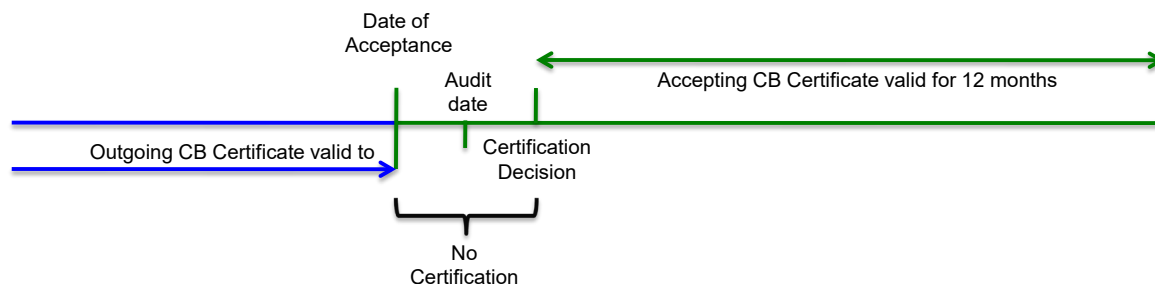 Date of
Acceptance
Audit
date
Accepting CB Certificate valid for 12 months
Outgoing CB Certificate valid to
Certification
Decision
No
Certification